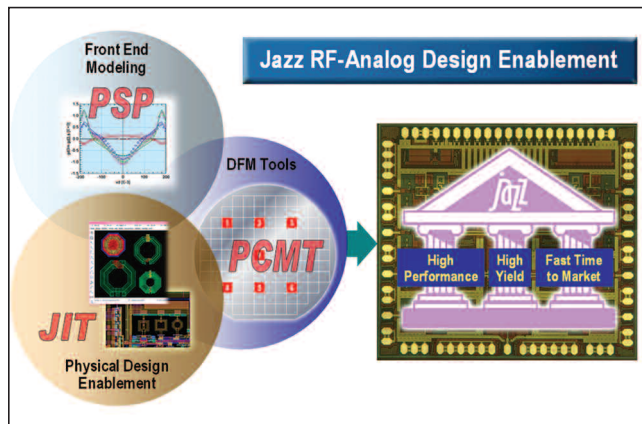 Jazz RF-Analog Design Enablement
Front End
Modeling
PSP
DFM Tools
PCMT
JIT
Physical Design
Enablement
jazz
High
Performance
High
Yield
Fast Time
to Market